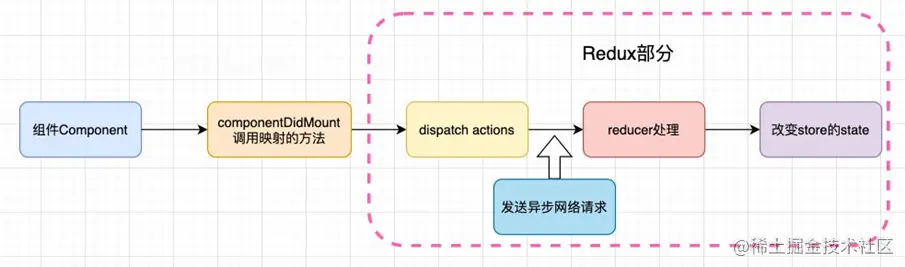 Redux部分
组件Component
componentDidMount
调用映射的方法
dispatch actions
reducer处理
改变store的state
发送异步网络请求
@稀土掘金技术社区